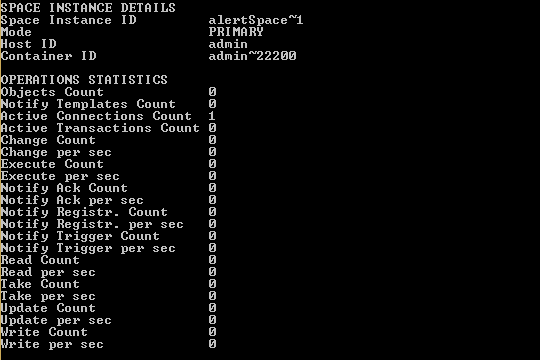 SPACE INSTANCE DETAILS
Space Instance ID alertSpace~1
Mode PRIMARY
Host ID admin
Container ID admin~22200
OPERATIONS STATISTICS
Objects Count 0
Notify Templates Count 0
Active Connections Count 1
Active Transactions Count 0
Change Count 0
Change per sec 0
Execute Count 0
Execute per sec 0
Notify Ack Count 0
Notify Ack per sec 0
Notify Registr. Count 0
Notify Registr. per sec 0
Notify Trigger Count 0
Notify Trigger per sec 0
Read Count 0
Read per sec 0
Take Count 0
Take per sec 0
Update Count 0
Update per sec 0
Write Count 0
Write per sec 0